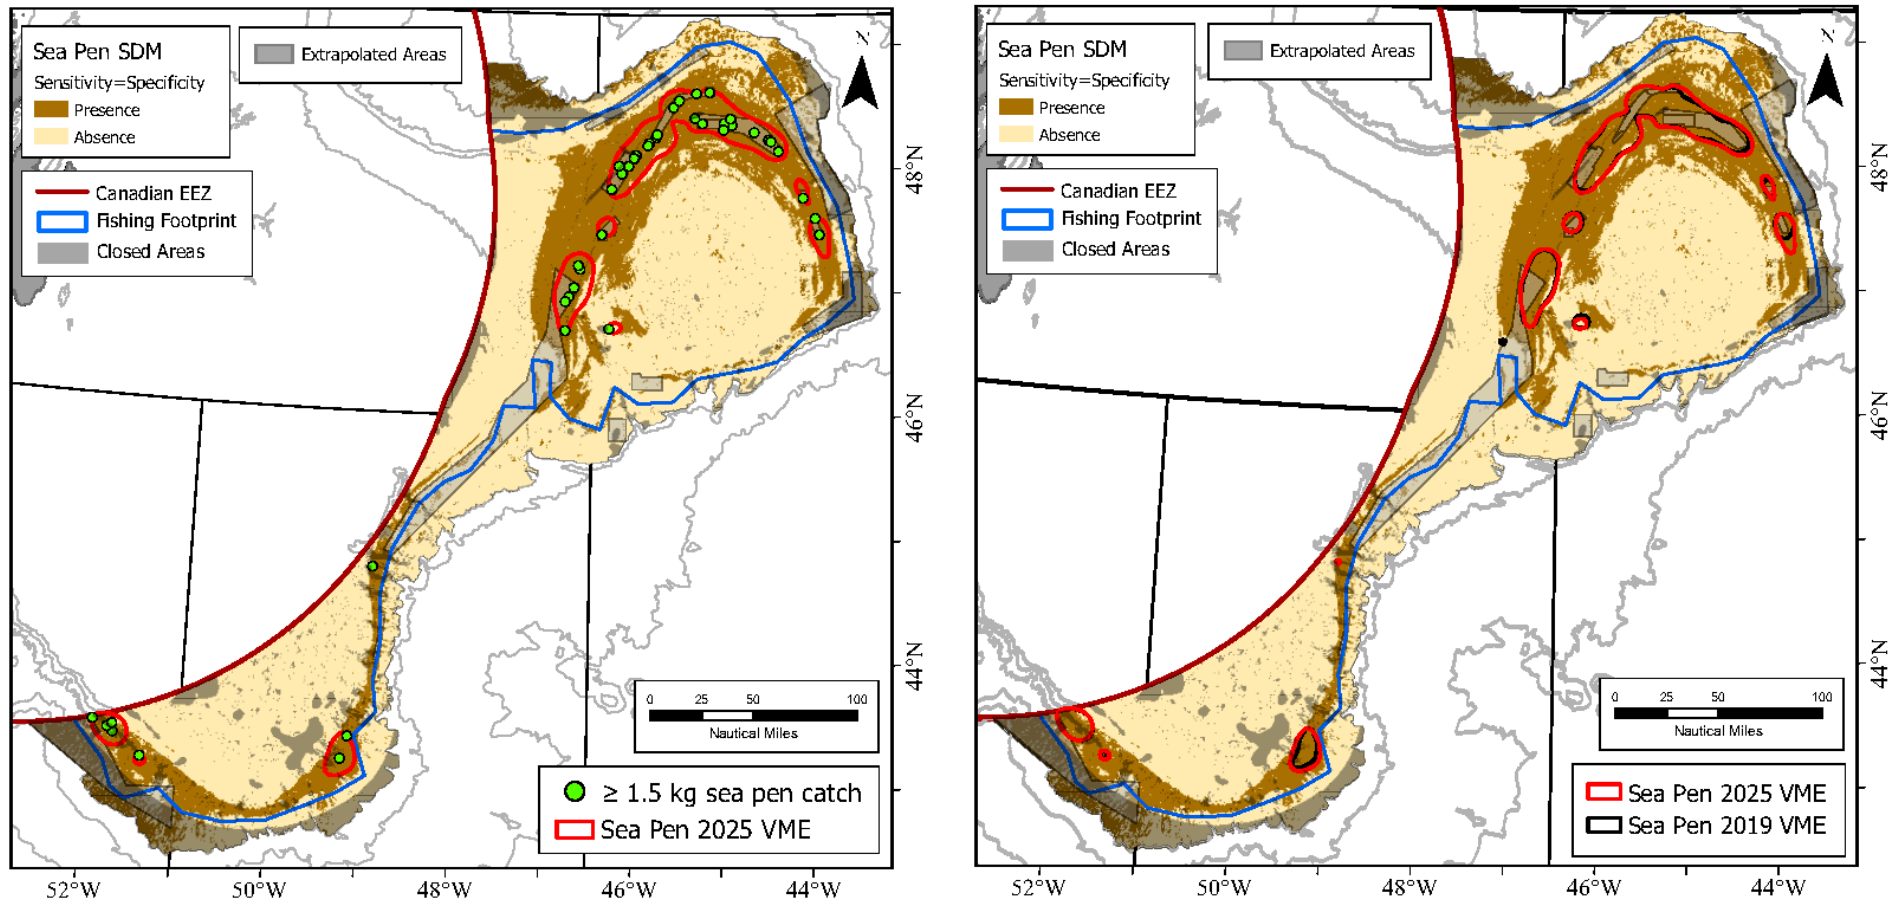 Sea Pen SDM
Sensitivity=Specificity
Presence
Absence
Extrapolated Areas
Canadian EEZ
Fishing Footprint
Closed Areas
z
48°N
46°N
44°N
0 25 50 100
Nautical Miles
≥ 1.5 kg sea pen catch
Sea Pen 2025 VME
52°W 50°W 48°W 46°W 44°W
Sea Pen SDM
Sensitivity=Specificity
Presence
Absence
Extrapolated Areas
Canadian EEZ
Fishing Footprint
Closed Areas
z
48°N
46°N
44°N
0 25 50 100
Nautical Miles
Sea Pen 2025 VME
Sea Pen 2019 VME
52°W 50°W 48°W 46°W 44°W